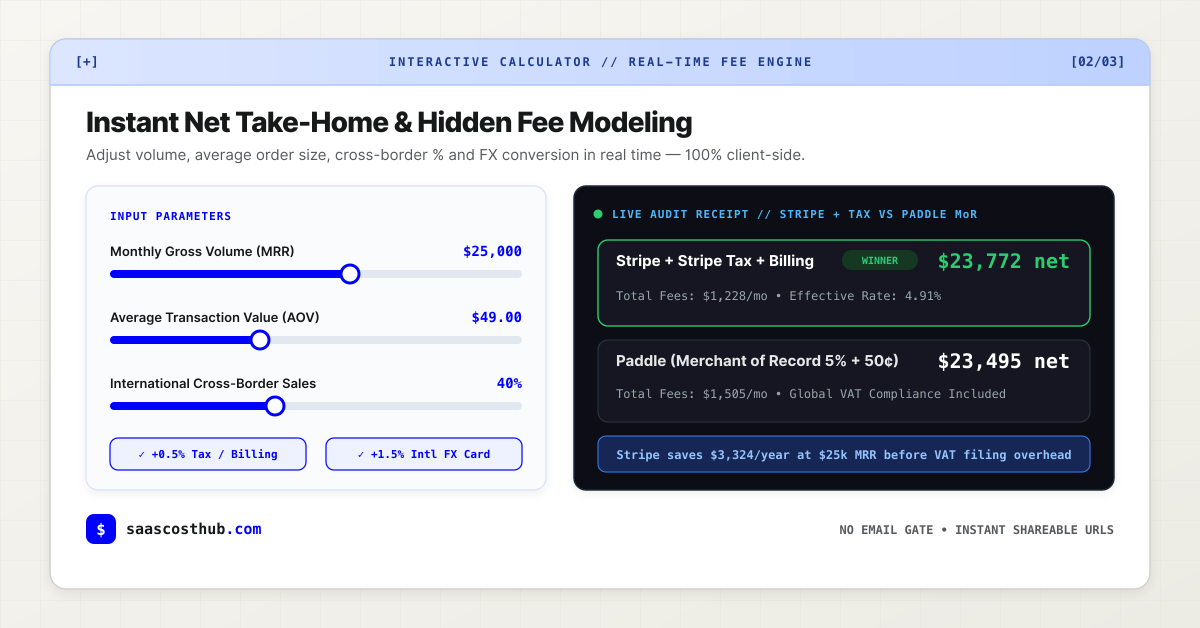 [+]
INTERACTIVE CALCULATOR // REAL-TIME FEE ENGINE
[02/03]
Instant Net Take-Home & Hidden Fee Modeling
Adjust volume, average order size, cross-border % and FX conversion in real time — 100% client-side.
INPUT PARAMETERS
Monthly Gross Volume (MRR) $25,000
Average Transaction Value (AOV) $49.00
International Cross-Border Sales 40%
✓ +0.5% Tax / Billing
✓ +1.5% Intl FX Card
LIVE AUDIT RECEIPT // STRIPE + TAX VS PADDLE MoR
Stripe + Stripe Tax + Billing WINNER $23,772 net
Total Fees: $1,228/mo • Effective Rate: 4.91%
Paddle (Merchant of Record 5% + 50¢) $23,495 net
Total Fees: $1,505/mo • Global VAT Compliance Included
Stripe saves $3,324/year at $25k MRR before VAT filing overhead
$ saascosthub.com
NO EMAIL GATE • INSTANT SHAREABLE URLS